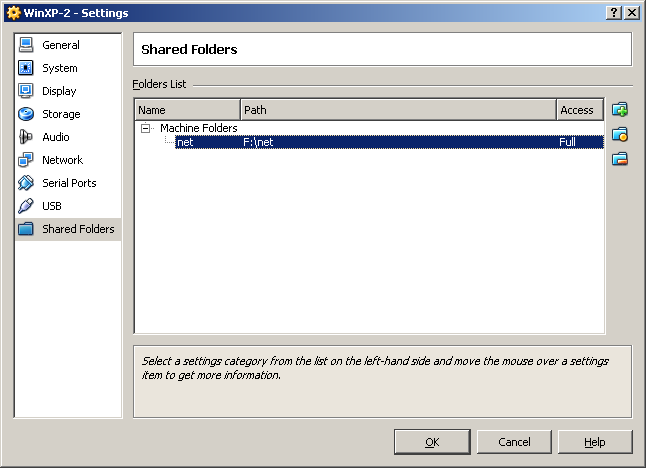 WinXP-2 - Settings
General
System
Display
Storage
Audio
Network
Serial Ports
USB
Shared Folders
Shared Folders
Folders List
Name Path Access
Machine Folders
net F:\net Full
Select a settings category from the list on the left-hand side and move the mouse over a settings
item to get more information.
OK Cancel Help